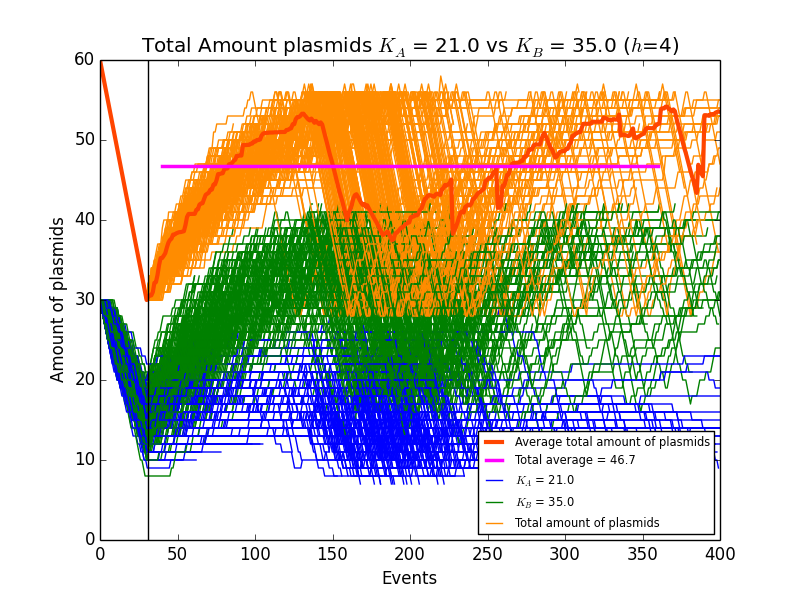 Total Amount plasmids K_A = 21.0 vs K_B = 35.0 (h=4)
60
50
40
30
20
10
0
Amount of plasmids
Average total amount of plasmids
Total average = 46.7
K_A = 21.0
K_B = 35.0
Total amount of plasmids
0 50 100 150 200 250 300 350 400
Events